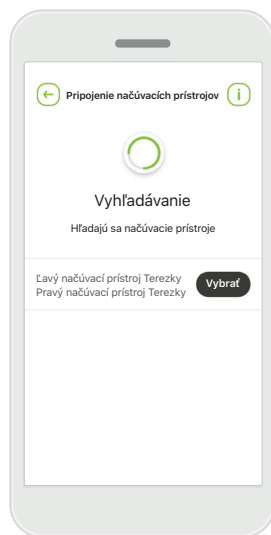 Pripojenie načúvacích prístrojov
Vyhľadávanie
Hľadajú sa načúvacie prístroje
Ľavý načúvací prístroj Terezky
Pravý načúvací prístroj Terezky
Vybrať